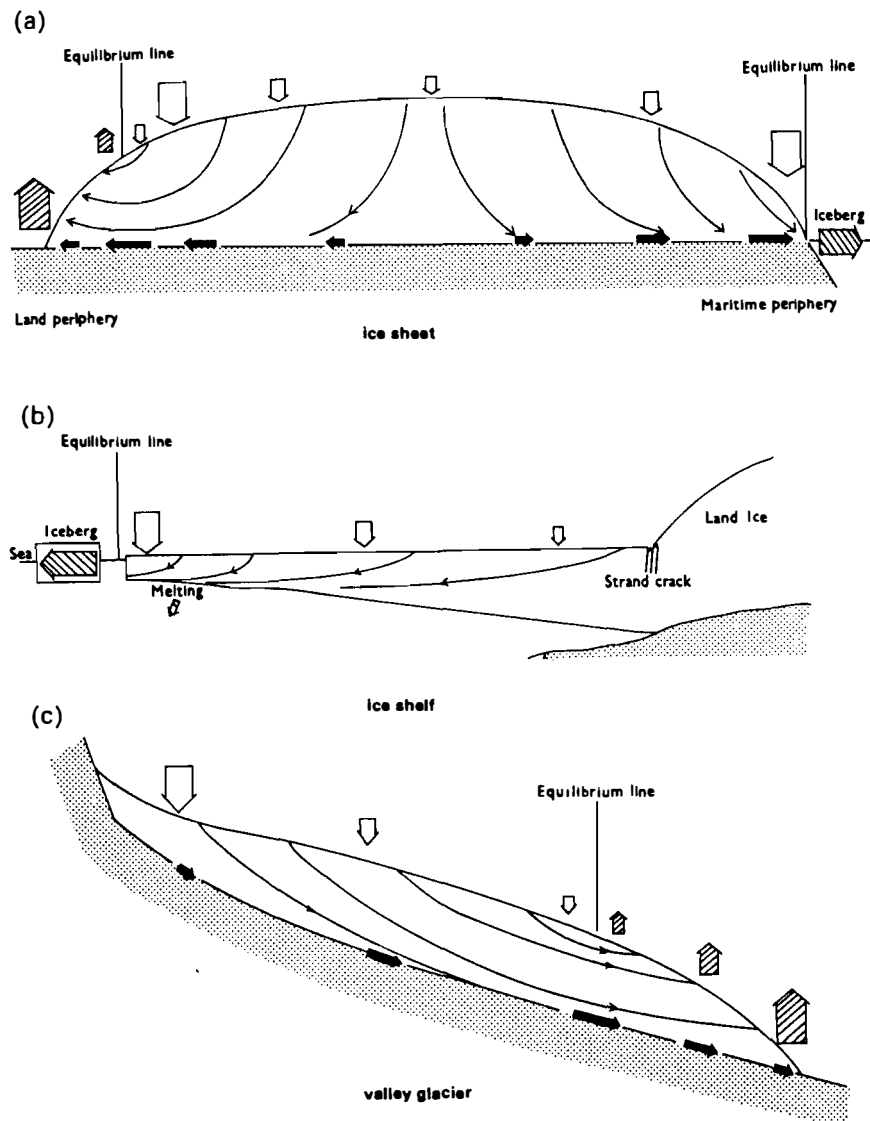 (a)
Equilibrium line
Equilibrium line
Iceberg
Land periphery
Maritime periphery
ice sheet
(b)
Equilibrium line
Iceberg
Sea
Land Ice
Melting
Strand crack
ice shelf
(c)
Equilibrium line
valley glacier